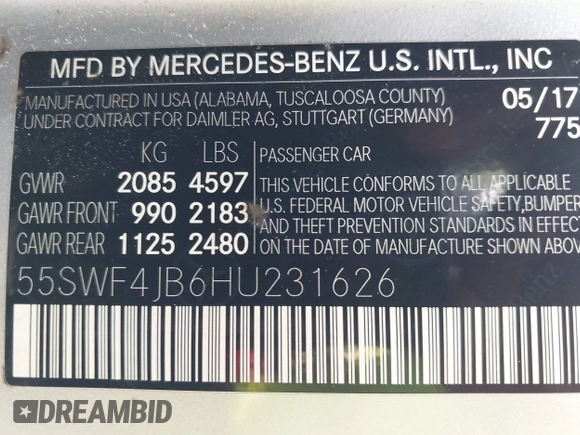 MFD BY MERCEDES-BENZ U.S. INTL., INC
MANUFACTURED IN USA (ALABAMA, TUSCALOOSA COUNTY) 05/17
UNDER CONTRACT FOR DAIMLER AG, STUTTGART (GERMANY) 775
KG LBS PASSENGER CAR
GVWR 2085 4597 THIS VEHICLE CONFORMS TO ALL APPLICABLE
GAWR FRONT 990 2183 U.S. FEDERAL MOTOR VEHICLE SAFETY, BUMPER
GAWR REAR 1125 2480 AND THEFT PREVENTION STANDARDS IN EFFECT
ON THE DATE OF MANUFACTURE SHOWN ABOVE
55SWF4JB6HU231626
DREAMBID